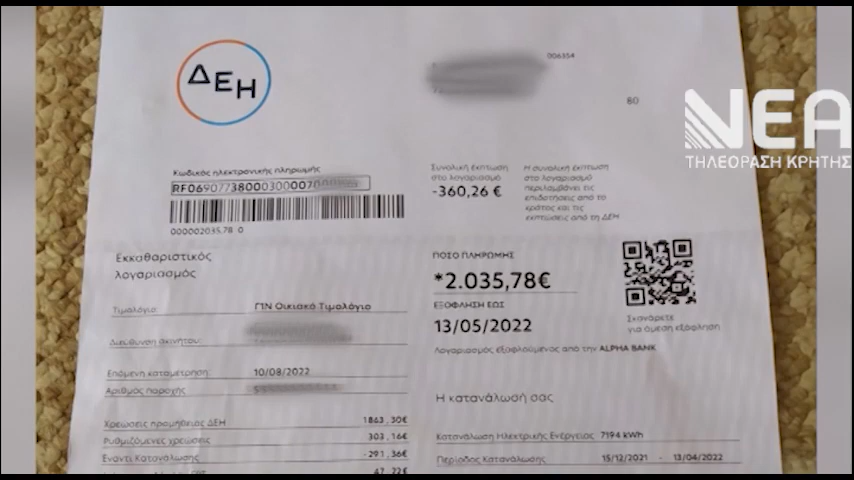 ΔΕΗ
006354
80
ΝΕΑ
ΤΗΛΕΟΡΑΣΗ ΚΡΗΤΗΣ
Κωδικός ηλεκτρονικής πληρωμής
RF0690773800030000
000002035.78 0
Συνολική έκπτωση
στο λογαριασμό
-360,26 €
Η συνολική έκπτωση
στο λογαριασμό
περιλαμβάνει τις
επιδοτήσεις από το
κράτος και τις
εκπτώσεις από τη ΔΕΗ
Εκκαθαριστικός
λογαριασμός
Τιμολόγιο Γ1Ν Οικιακό Τιμολόγιο
Διεύθυνση ακινήτου:
Επόμενη καταμέτρηση: 10/08/2022
Αριθμός παροχής
Χρεώσεις προμήθειας ΔΕΗ 1863,30€
Ρυθμιζόμενες χρεώσεις 303,16€
Έναντι Κατανάλωσης -291,36€
47,22€
ΠΟΣΟ ΠΛΗΡΩΜΗΣ
*2.035,78€
ΕΞΟΦΛΗΣΗ ΕΩΣ
13/05/2022
Λογαριασμός εξοφλούμενος από την ALPHA BANK
Σκανάρετε
για άμεση εξόφληση
Η κατανάλωσή σας
Κατανάλωση Ηλεκτρικής Ενέργειας 7194 kWh
Περίοδος Κατανάλωσης 15/12/2021 - 13/04/2022